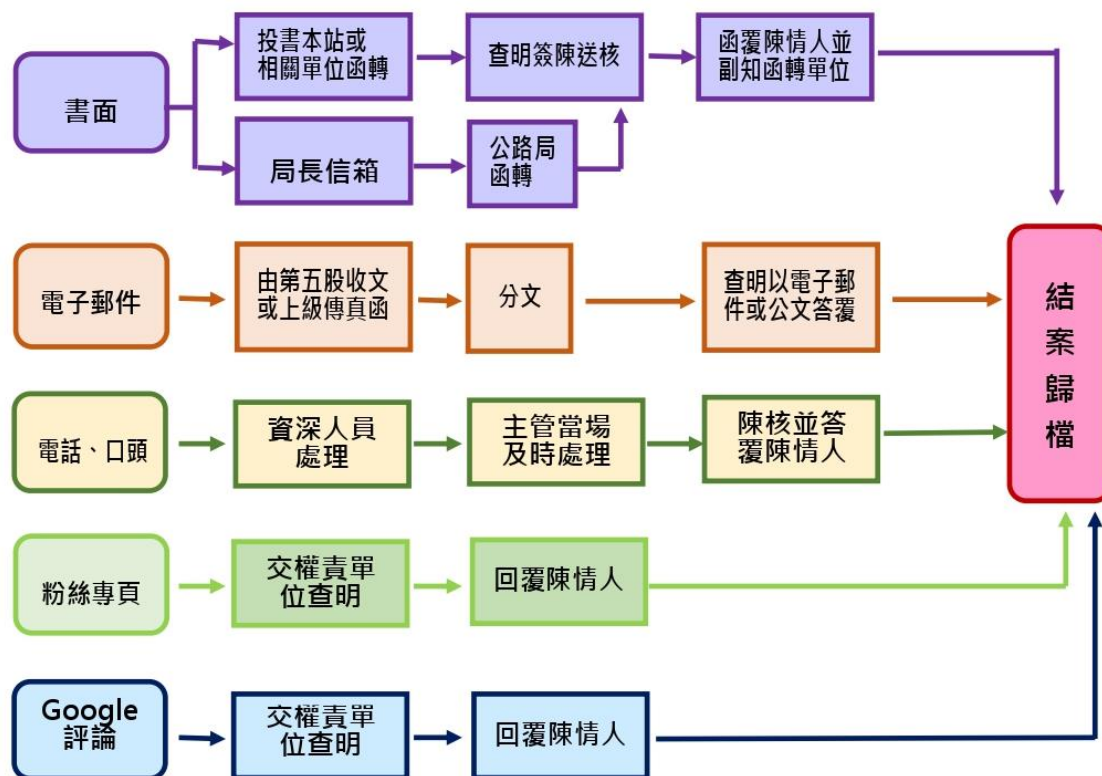 書面
投書本站或
相關單位函轉
查明簽陳送核
函覆陳情人並
副知函轉單位
局長信箱
公路局
函轉
電子郵件
由第五股收文
或上級傳真函
分文
查明以電子郵
件或公文答覆
電話、口頭
資深人員
處理
主管當場
及時處理
陳核並答
覆陳情人
粉絲專頁
交權責單
位查明
回覆陳情人
Google
評論
交權責單
位查明
回覆陳情人
結
案
歸
檔